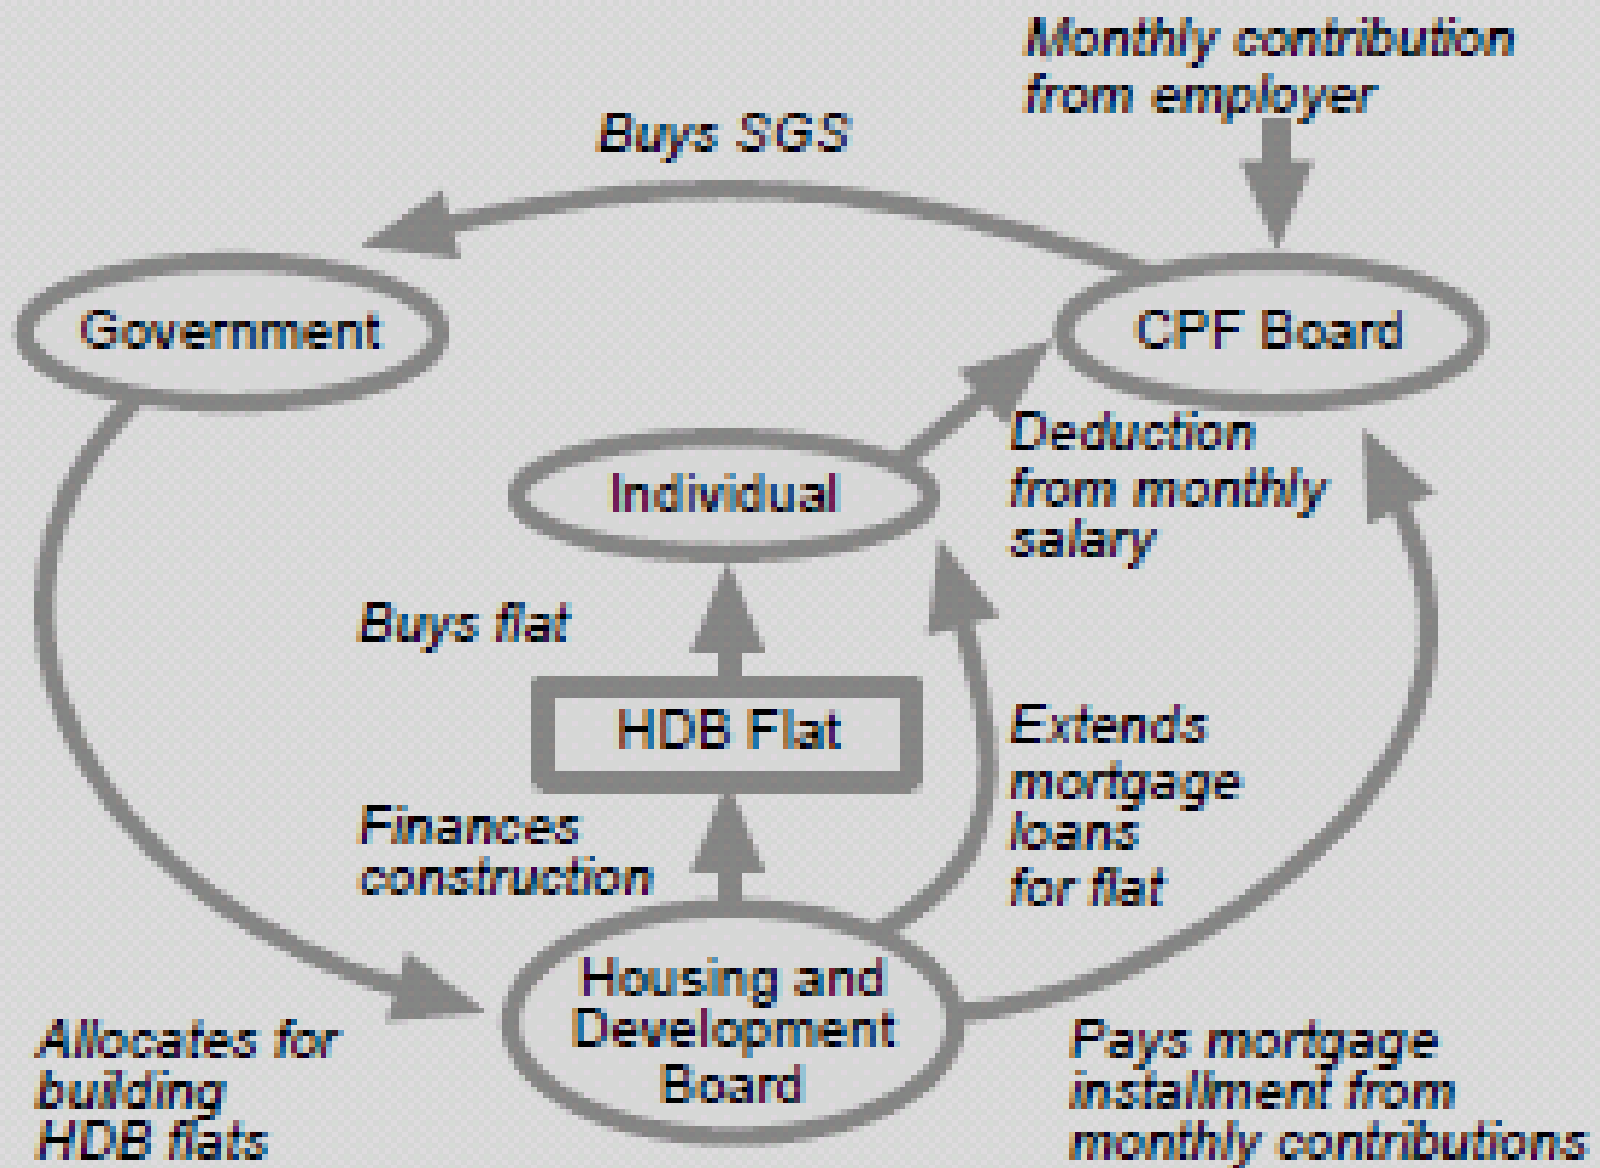 Monthly contribution
from employer
Buys SGS
Government
CPF Board
Individual
Deduction
from monthly
salary
Buys flat
HDB Flat
Extends
mortgage
loans
for flat
Finances
construction
Housing and
Development
Board
Allocates for
building
HDB flats
Pays mortgage
installment from
monthly contributions